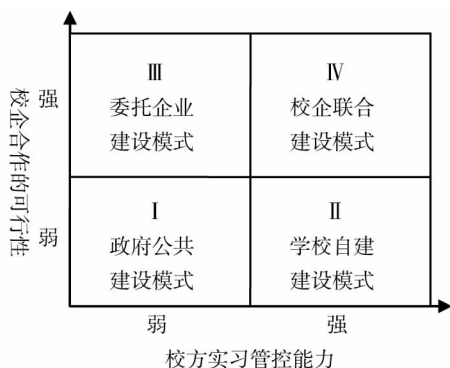 校企合作的可行性
强
弱
Ⅲ
委托企业
建设模式
Ⅳ
校企联合
建设模式
Ⅰ
政府公共
建设模式
Ⅱ
学校自建
建设模式
弱
强
校方实习管控能力